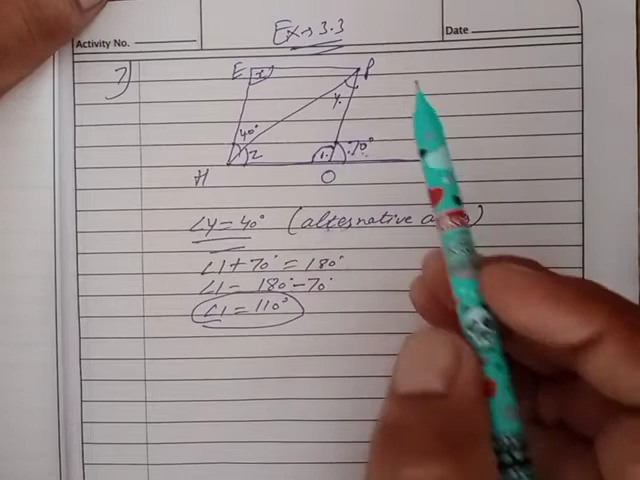 Ex→3.3
Activity No.
Date
7)
E x P
y
40°
z 1 70°
H O
∠y = 40° (alternative
∠1 + 70° = 180°
∠1 = 180° - 70°
∠1 = 110°